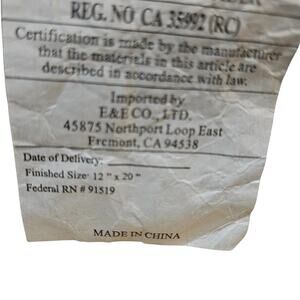 REG. NO CA 35992 (RC)
Certification is made by the manufacturer
that the materials in this article are
described in accordance with law.
Imported by
E&E CO., LTD.
45875 Northport Loop East
Fremont, CA 94538
Date of Delivery:
Finished Size: 12 " x 20 "
Federal RN # 91519
MADE IN CHINA